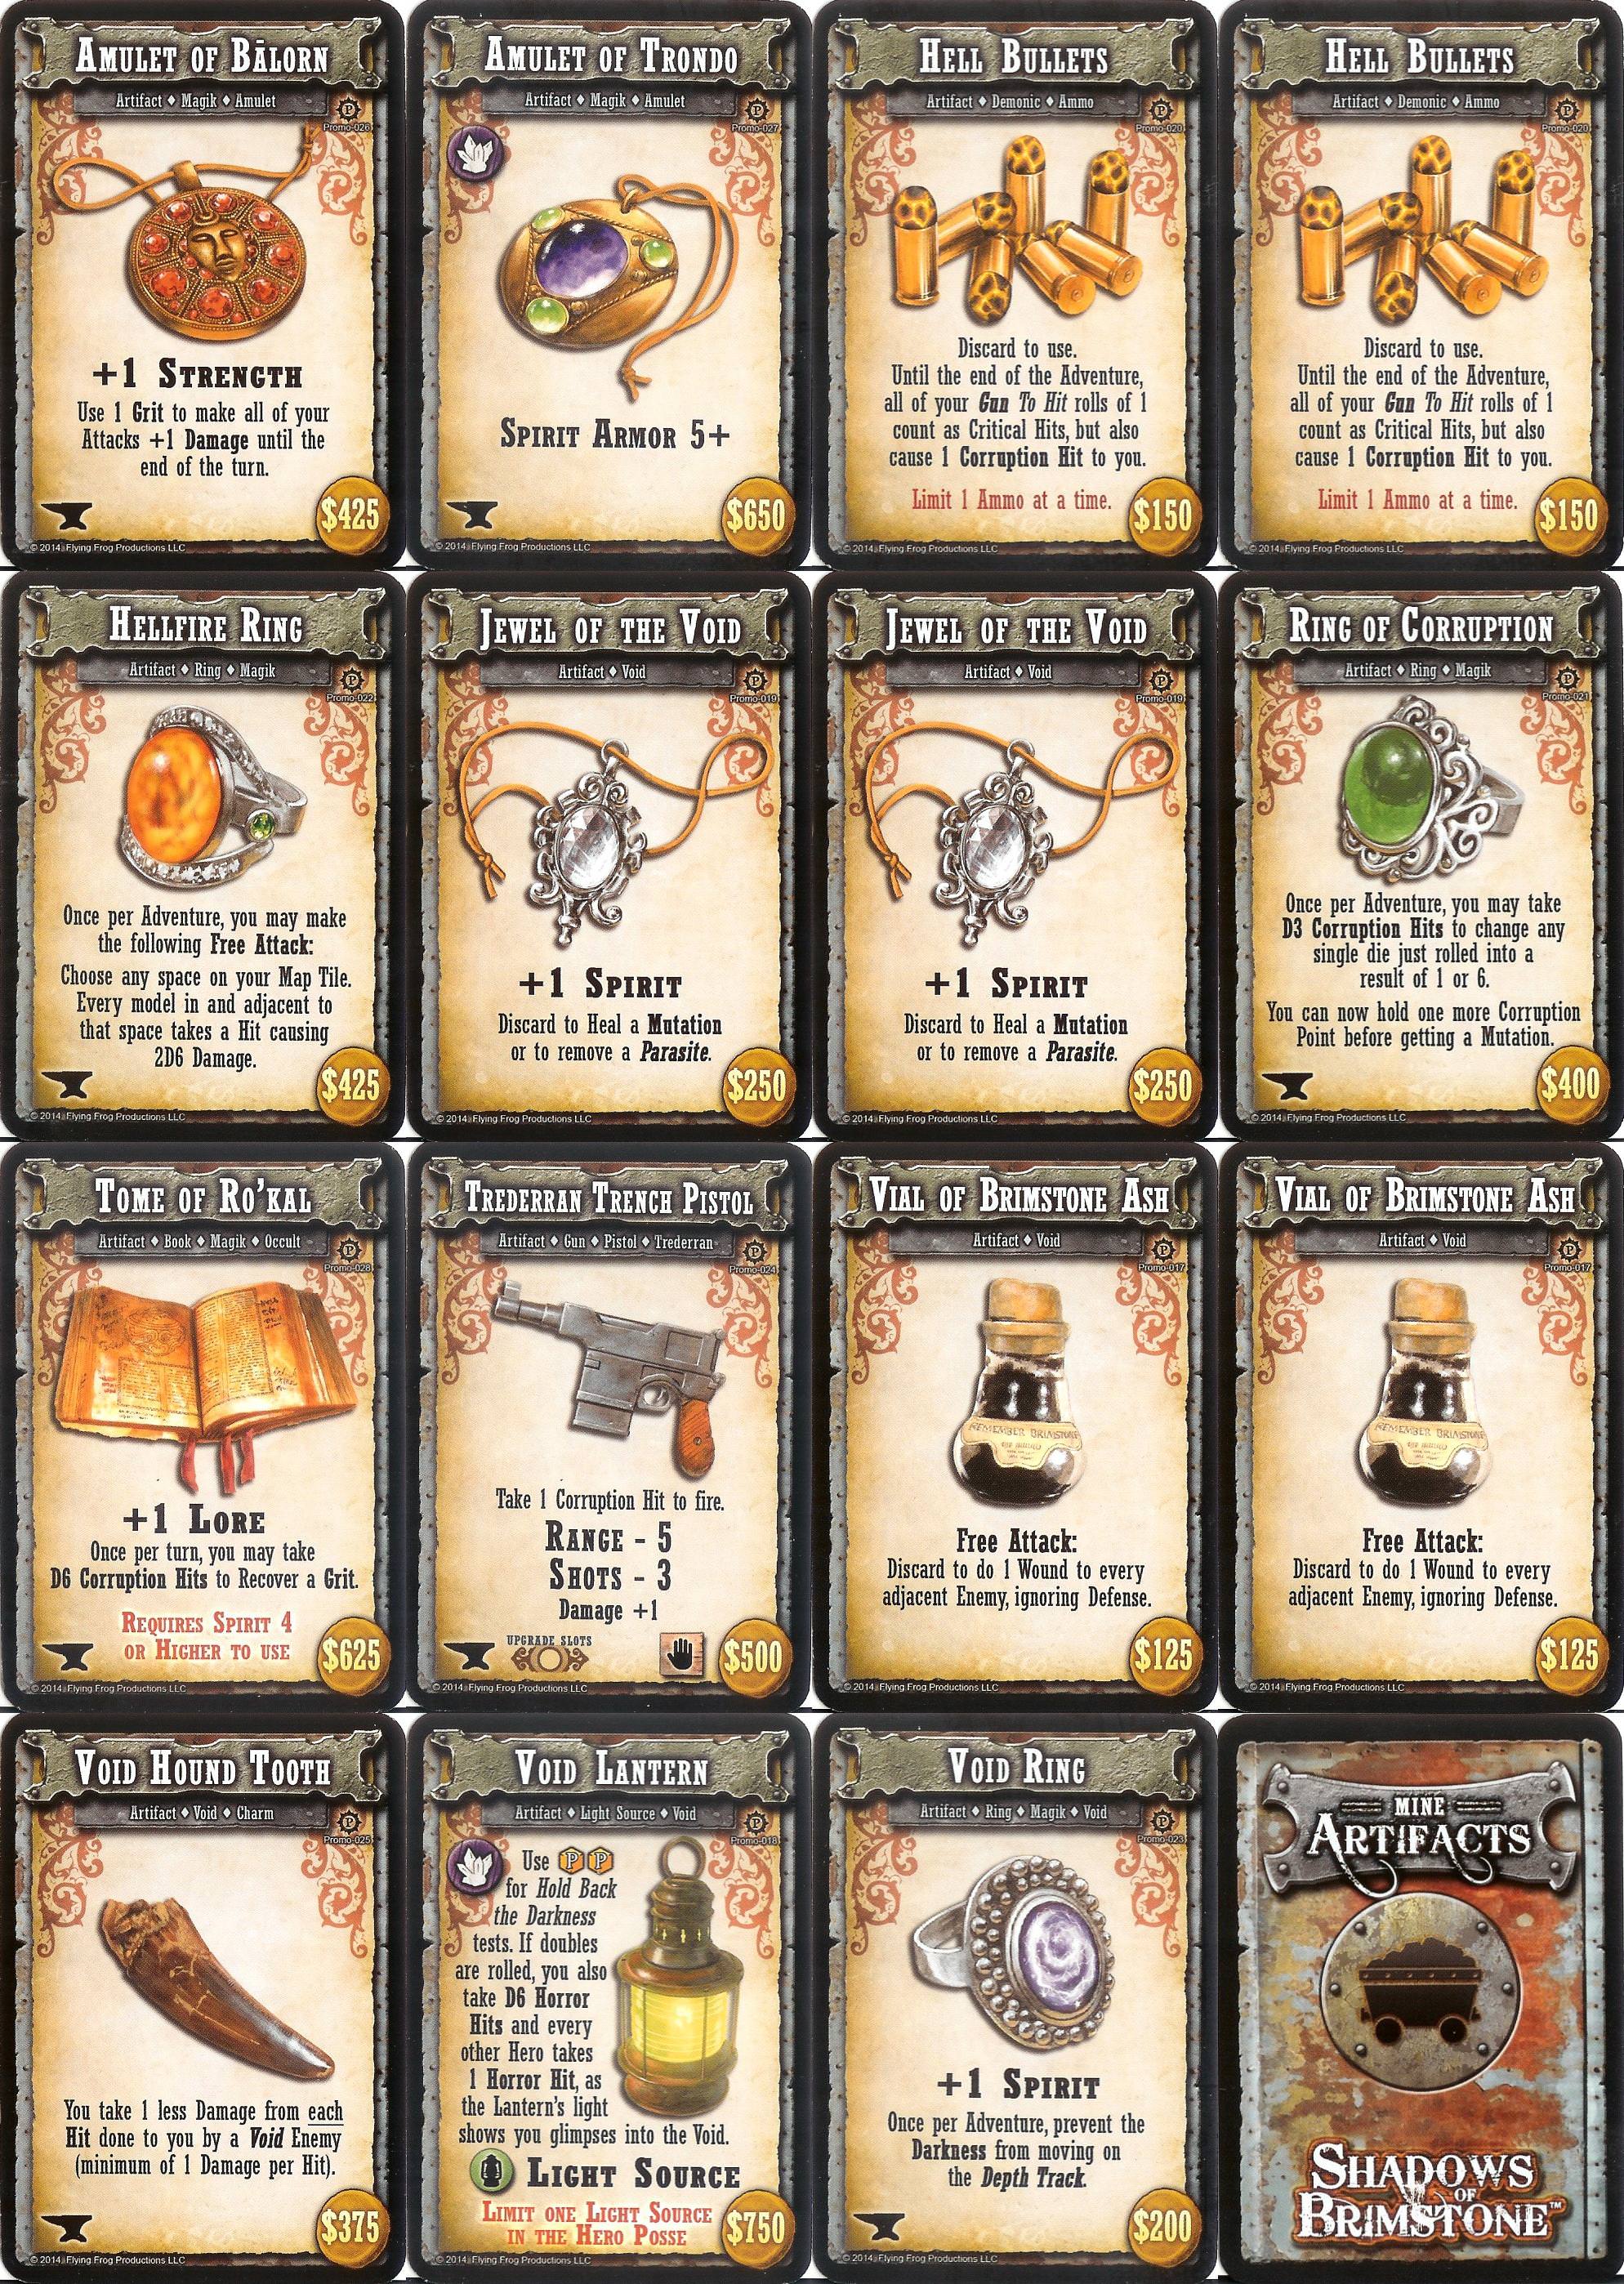 AMULET OF BĀLORN
Artifact ♦ Magik ♦ Amulet
P
Promo-026
+1 STRENGTH
Use 1 Grit to make all of your
Attacks +1 Damage until the
end of the turn.
$425
© 2014, Flying Frog Productions LLC
AMULET OF TRONDO
Artifact ♦ Magik ♦ Amulet
P
Promo-027
SPIRIT ARMOR 5+
$650
© 2014, Flying Frog Productions LLC
HELL BULLETS
Artifact ♦ Demonic ♦ Ammo
P
Promo-020
Discard to use.
Until the end of the Adventure,
all of your Gun To Hit rolls of 1
count as Critical Hits, but also
cause 1 Corruption Hit to you.
Limit 1 Ammo at a time.
$150
© 2014, Flying Frog Productions LLC
HELL BULLETS
Artifact ♦ Demonic ♦ Ammo
P
Promo-020
Discard to use.
Until the end of the Adventure,
all of your Gun To Hit rolls of 1
count as Critical Hits, but also
cause 1 Corruption Hit to you.
Limit 1 Ammo at a time.
$150
© 2014, Flying Frog Productions LLC
HELLFIRE RING
Artifact ♦ Ring ♦ Magik
P
Promo-022
Once per Adventure, you may make
the following Free Attack:
Choose any space on your Map Tile.
Every model in and adjacent to
that space takes a Hit causing
2D6 Damage.
$425
© 2014, Flying Frog Productions LLC
JEWEL OF THE VOID
Artifact ♦ Void
P
Promo-019
+1 SPIRIT
Discard to Heal a Mutation
or to remove a Parasite.
$250
© 2014, Flying Frog Productions LLC
JEWEL OF THE VOID
Artifact ♦ Void
P
Promo-019
+1 SPIRIT
Discard to Heal a Mutation
or to remove a Parasite.
$250
© 2014, Flying Frog Productions LLC
RING OF CORRUPTION
Artifact ♦ Ring ♦ Magik
P
Promo-021
Once per Adventure, you may take
D3 Corruption Hits to change any
single die just rolled into a
result of 1 or 6.
You can now hold one more Corruption
Point before getting a Mutation.
$400
© 2014, Flying Frog Productions LLC
TOME OF RO'KAL
Artifact ♦ Book ♦ Magik ♦ Occult
P
Promo-028
+1 LORE
Once per turn, you may take
D6 Corruption Hits to Recover a Grit.
REQUIRES SPIRIT 4
OR HIGHER TO USE
$625
© 2014, Flying Frog Productions LLC
TREDERRAN TRENCH PISTOL
Artifact ♦ Gun ♦ Pistol ♦ Trederran
P
Promo-024
Take 1 Corruption Hit to fire.
RANGE - 5
SHOTS - 3
Damage +1
UPGRADE SLOTS
$500
© 2014, Flying Frog Productions LLC
VIAL OF BRIMSTONE ASH
Artifact ♦ Void
P
Promo-017
REMEMBER BRIMSTONE
Free Attack:
Discard to do 1 Wound to every
adjacent Enemy, ignoring Defense.
$125
© 2014, Flying Frog Productions LLC
VIAL OF BRIMSTONE ASH
Artifact ♦ Void
P
Promo-017
REMEMBER BRIMSTONE
Free Attack:
Discard to do 1 Wound to every
adjacent Enemy, ignoring Defense.
$125
© 2014, Flying Frog Productions LLC
VOID HOUND TOOTH
Artifact ♦ Void ♦ Charm
P
Promo-025
You take 1 less Damage from each
Hit done to you by a Void Enemy
(minimum of 1 Damage per Hit).
$375
© 2014, Flying Frog Productions LLC
VOID LANTERN
Artifact ♦ Light Source ♦ Void
P
Promo-018
Use P P
for Hold Back
the Darkness
tests. If doubles
are rolled, you also
take D6 Horror
Hits and every
other Hero takes
1 Horror Hit, as
the Lantern's light
shows you glimpses into the Void.
LIGHT SOURCE
LIMIT ONE LIGHT SOURCE
IN THE HERO POSSE
$750
© 2014, Flying Frog Productions LLC
VOID RING
Artifact ♦ Ring ♦ Magik ♦ Void
P
Promo-023
+1 SPIRIT
Once per Adventure, prevent the
Darkness from moving on
the Depth Track.
$200
© 2014, Flying Frog Productions LLC
MINE
ARTIFACTS
SHADOWS
OF
BRIMSTONE™